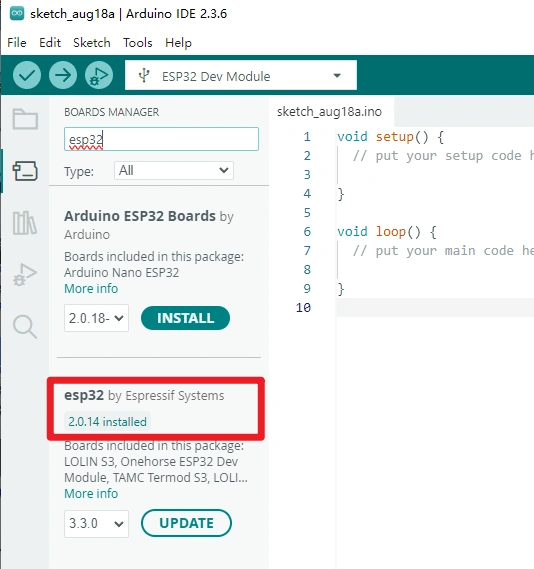 sketch_aug18a | Arduino IDE 2.3.6
File Edit Sketch Tools Help
ESP32 Dev Module
BOARDS MANAGER
esp32
Type: All
Arduino ESP32 Boards by
Arduino
Boards included in this package:
Arduino Nano ESP32
More info
2.0.18- INSTALL
esp32 by Espressif Systems
2.0.14 installed
Boards included in this package:
LOLIN S3, Onehorse ESP32 Dev
Module, TAMC Termod S3, LOLI...
More info
3.3.0 UPDATE
sketch_aug18a.ino
1 void setup() {
2 // put your setup code h
3
4 }
5
6 void loop() {
7 // put your main code he
8
9 }
10